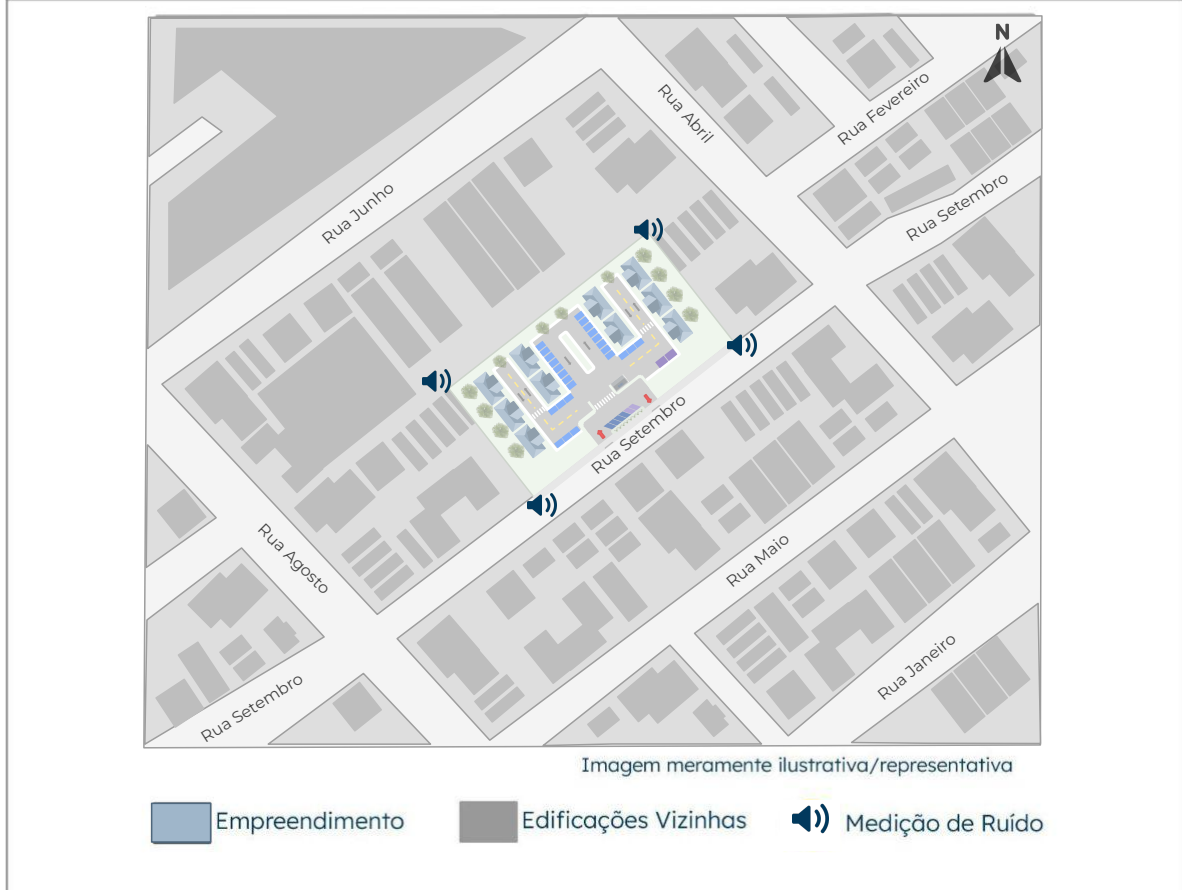 N
Rua Abril
Rua Fevereiro
Rua Junho
Rua Setembro
Rua Setembro
Rua Agosto
Rua Maio
Rua Janeiro
Rua Setembro
Imagem meramente ilustrativa/representativa
Empreendimento
Edificações Vizinhas
Medição de Ruído